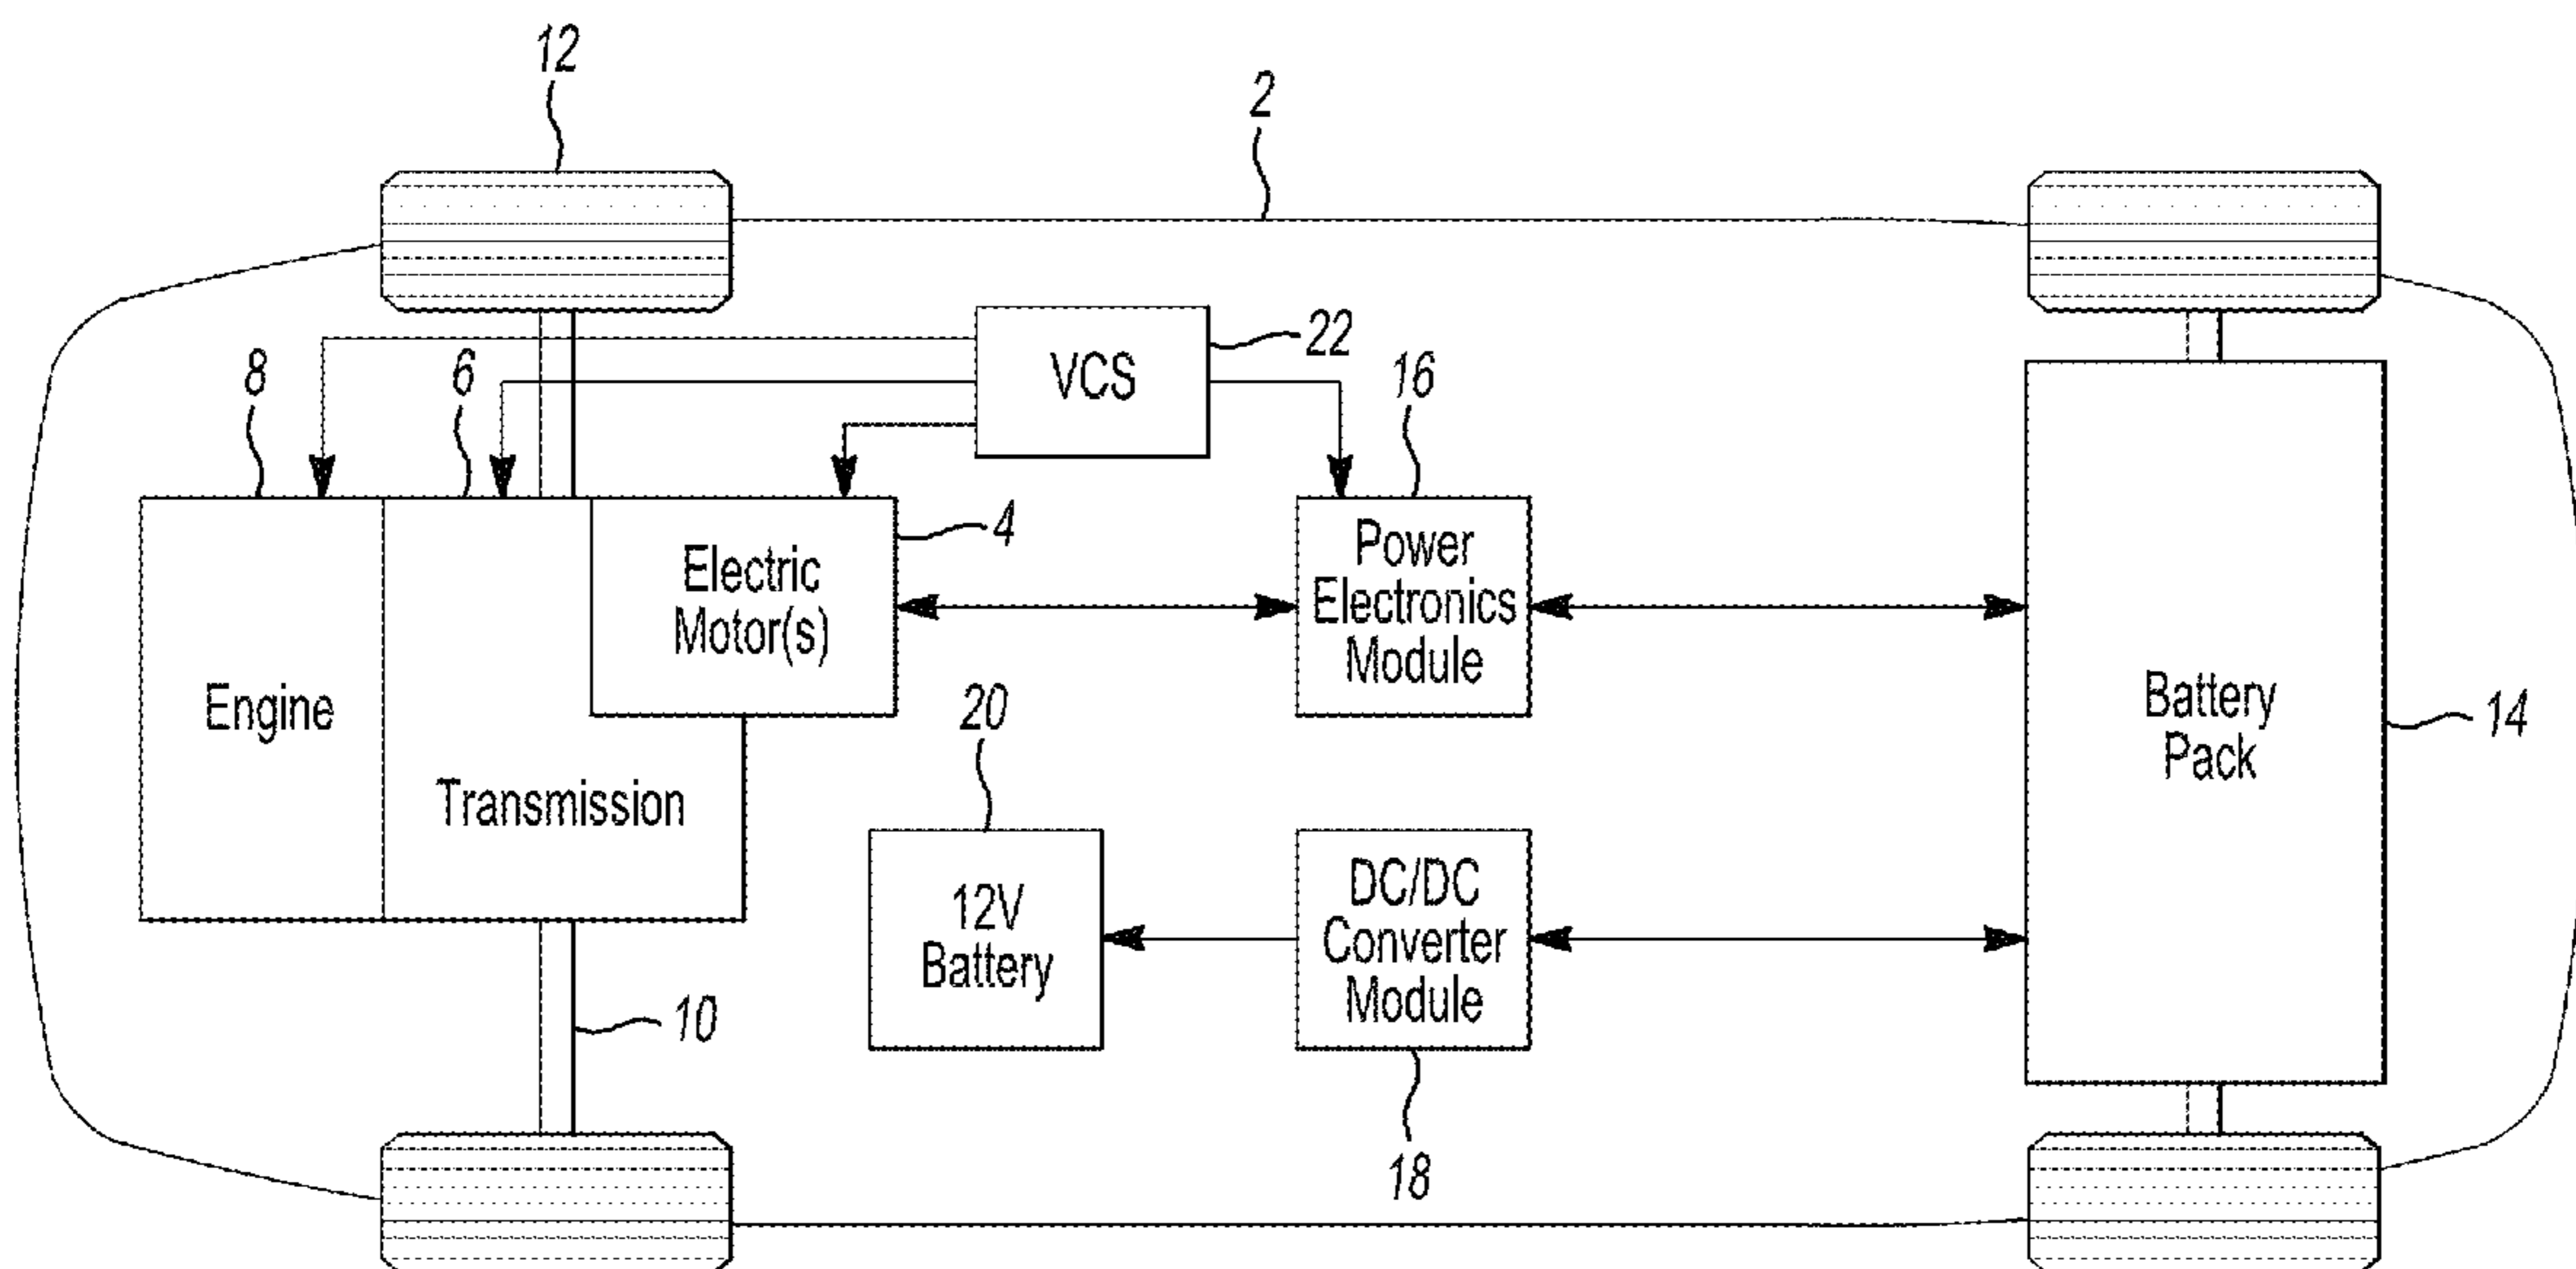 12
2
8
6
VCS
22
16
4
Electric
Motor(s)
Power
Electronics
Module
Engine
Transmission
20
Battery
Pack
14
12V
Battery
DC/DC
Converter
Module
10
18